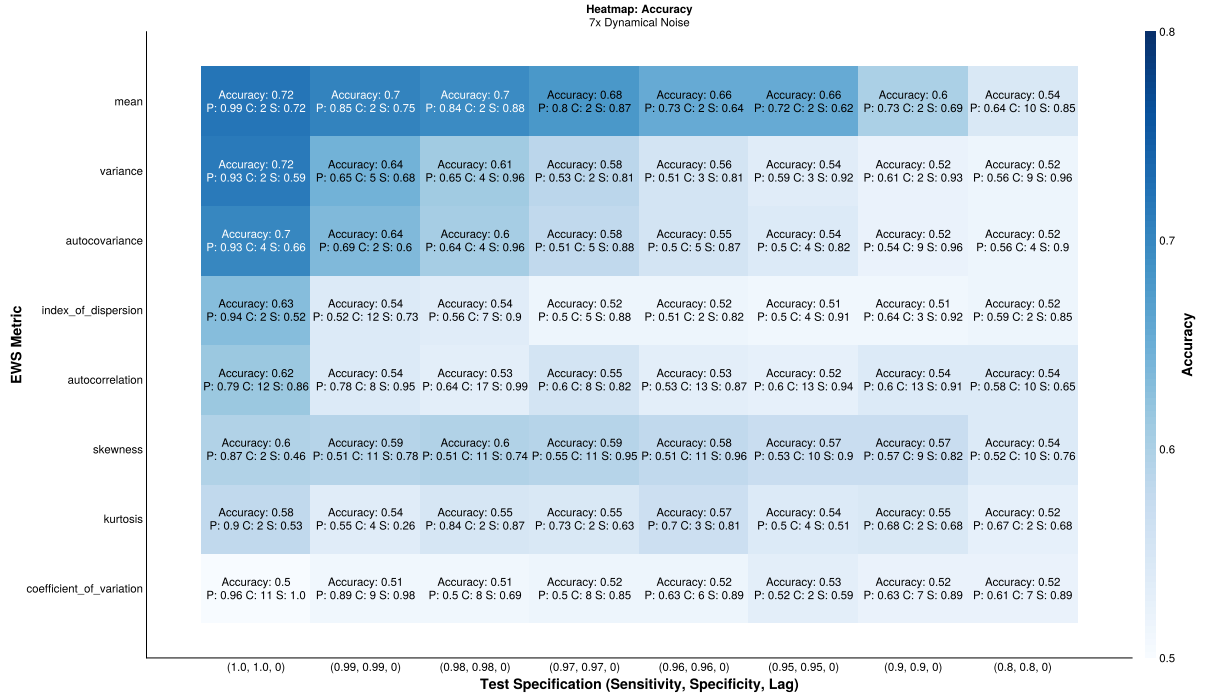 Heatmap: Accuracy
7x Dynamical Noise
EWS Metric
mean
Accuracy: 0.72
P: 0.99 C: 2 S: 0.72
Accuracy: 0.7
P: 0.85 C: 2 S: 0.75
Accuracy: 0.7
P: 0.84 C: 2 S: 0.88
Accuracy: 0.68
P: 0.8 C: 2 S: 0.87
Accuracy: 0.66
P: 0.73 C: 2 S: 0.64
Accuracy: 0.66
P: 0.72 C: 2 S: 0.62
Accuracy: 0.6
P: 0.73 C: 2 S: 0.69
Accuracy: 0.54
P: 0.64 C: 10 S: 0.85
variance
Accuracy: 0.72
P: 0.93 C: 2 S: 0.59
Accuracy: 0.64
P: 0.65 C: 5 S: 0.68
Accuracy: 0.61
P: 0.65 C: 4 S: 0.96
Accuracy: 0.58
P: 0.53 C: 2 S: 0.81
Accuracy: 0.56
P: 0.51 C: 3 S: 0.81
Accuracy: 0.54
P: 0.59 C: 3 S: 0.92
Accuracy: 0.52
P: 0.61 C: 2 S: 0.93
Accuracy: 0.52
P: 0.56 C: 9 S: 0.96
autocovariance
Accuracy: 0.7
P: 0.93 C: 4 S: 0.66
Accuracy: 0.64
P: 0.69 C: 2 S: 0.6
Accuracy: 0.6
P: 0.64 C: 4 S: 0.96
Accuracy: 0.58
P: 0.51 C: 5 S: 0.88
Accuracy: 0.55
P: 0.5 C: 5 S: 0.87
Accuracy: 0.54
P: 0.5 C: 4 S: 0.82
Accuracy: 0.52
P: 0.54 C: 9 S: 0.96
Accuracy: 0.52
P: 0.56 C: 4 S: 0.9
index_of_dispersion
Accuracy: 0.63
P: 0.94 C: 2 S: 0.52
Accuracy: 0.54
P: 0.52 C: 12 S: 0.73
Accuracy: 0.54
P: 0.56 C: 7 S: 0.9
Accuracy: 0.52
P: 0.5 C: 5 S: 0.88
Accuracy: 0.52
P: 0.51 C: 2 S: 0.82
Accuracy: 0.51
P: 0.5 C: 4 S: 0.91
Accuracy: 0.51
P: 0.64 C: 3 S: 0.92
Accuracy: 0.52
P: 0.59 C: 2 S: 0.85
autocorrelation
Accuracy: 0.62
P: 0.79 C: 12 S: 0.86
Accuracy: 0.54
P: 0.78 C: 8 S: 0.95
Accuracy: 0.53
P: 0.64 C: 17 S: 0.99
Accuracy: 0.55
P: 0.6 C: 8 S: 0.82
Accuracy: 0.53
P: 0.53 C: 13 S: 0.87
Accuracy: 0.52
P: 0.6 C: 13 S: 0.94
Accuracy: 0.54
P: 0.6 C: 13 S: 0.91
Accuracy: 0.54
P: 0.58 C: 10 S: 0.65
skewness
Accuracy: 0.6
P: 0.87 C: 2 S: 0.46
Accuracy: 0.59
P: 0.51 C: 11 S: 0.78
Accuracy: 0.6
P: 0.51 C: 11 S: 0.74
Accuracy: 0.59
P: 0.55 C: 11 S: 0.95
Accuracy: 0.58
P: 0.51 C: 11 S: 0.96
Accuracy: 0.57
P: 0.53 C: 10 S: 0.9
Accuracy: 0.57
P: 0.57 C: 9 S: 0.82
Accuracy: 0.54
P: 0.52 C: 10 S: 0.76
kurtosis
Accuracy: 0.58
P: 0.9 C: 2 S: 0.53
Accuracy: 0.54
P: 0.55 C: 4 S: 0.26
Accuracy: 0.55
P: 0.84 C: 2 S: 0.87
Accuracy: 0.55
P: 0.73 C: 2 S: 0.63
Accuracy: 0.57
P: 0.7 C: 3 S: 0.81
Accuracy: 0.54
P: 0.5 C: 4 S: 0.51
Accuracy: 0.55
P: 0.68 C: 2 S: 0.68
Accuracy: 0.52
P: 0.67 C: 2 S: 0.68
coefficient_of_variation
Accuracy: 0.5
P: 0.96 C: 11 S: 1.0
Accuracy: 0.51
P: 0.89 C: 9 S: 0.98
Accuracy: 0.51
P: 0.5 C: 8 S: 0.69
Accuracy: 0.52
P: 0.5 C: 8 S: 0.85
Accuracy: 0.52
P: 0.63 C: 6 S: 0.89
Accuracy: 0.53
P: 0.52 C: 2 S: 0.59
Accuracy: 0.52
P: 0.63 C: 7 S: 0.89
Accuracy: 0.52
P: 0.61 C: 7 S: 0.89
(1.0, 1.0, 0)
(0.99, 0.99, 0)
(0.98, 0.98, 0)
(0.97, 0.97, 0)
(0.96, 0.96, 0)
(0.95, 0.95, 0)
(0.9, 0.9, 0)
(0.8, 0.8, 0)
Test Specification (Sensitivity, Specificity, Lag)
0.8
0.7
0.6
0.5
Accuracy